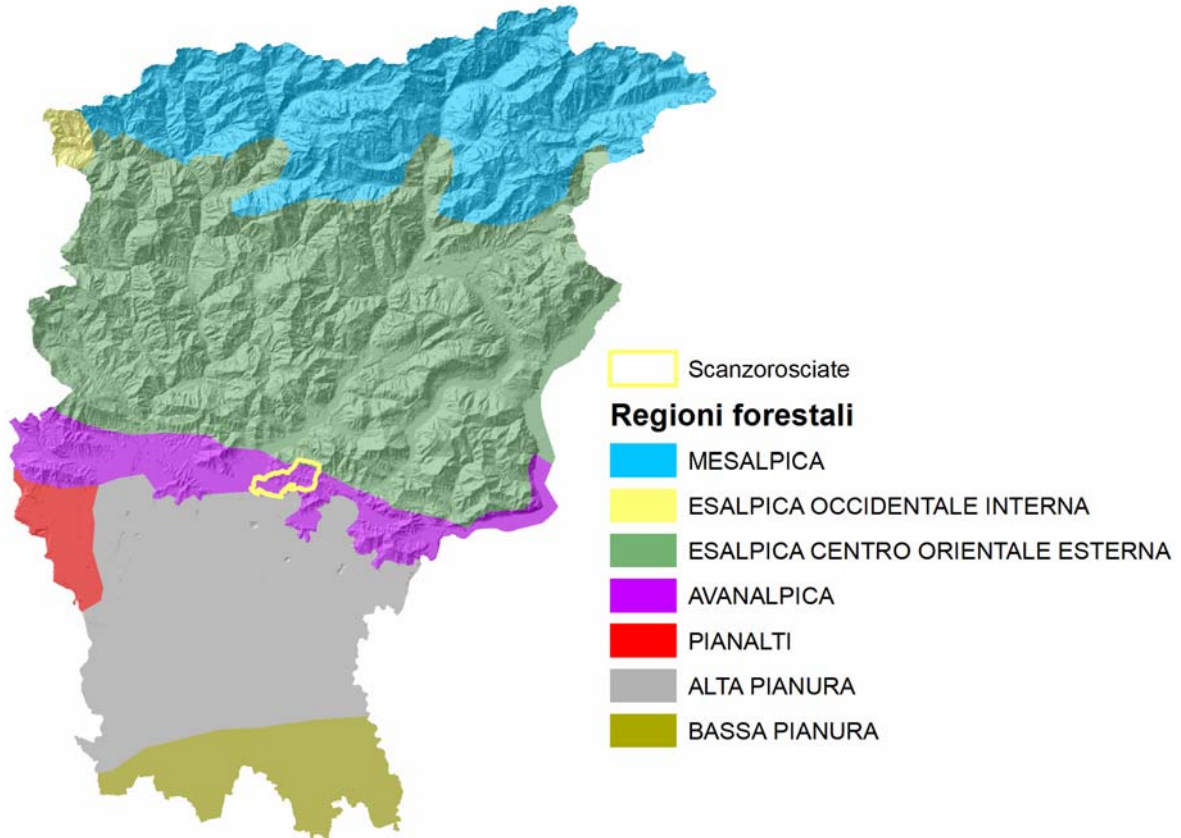 Scanzorosciate
Regioni forestali
MESALPICA
ESALPICA OCCIDENTALE INTERNA
ESALPICA CENTRO ORIENTALE ESTERNA
AVANALPICA
PIANALTI
ALTA PIANURA
BASSA PIANURA